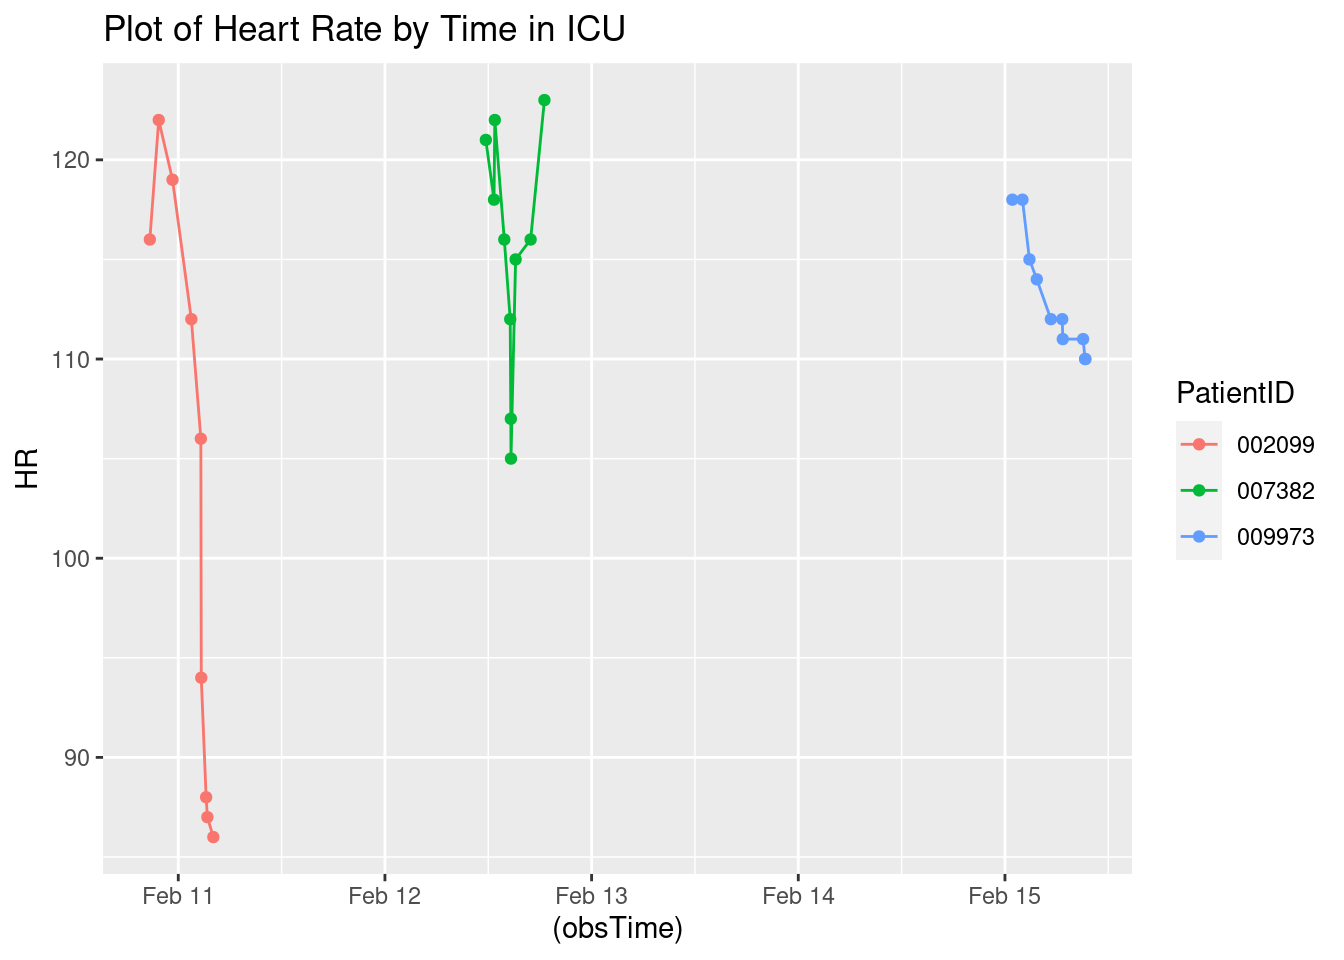 Plot of Heart Rate by Time in ICU
120
110
100
90
HR
Feb 11
Feb 12
Feb 13
Feb 14
Feb 15
(obsTime)
PatientID
002099
007382
009973